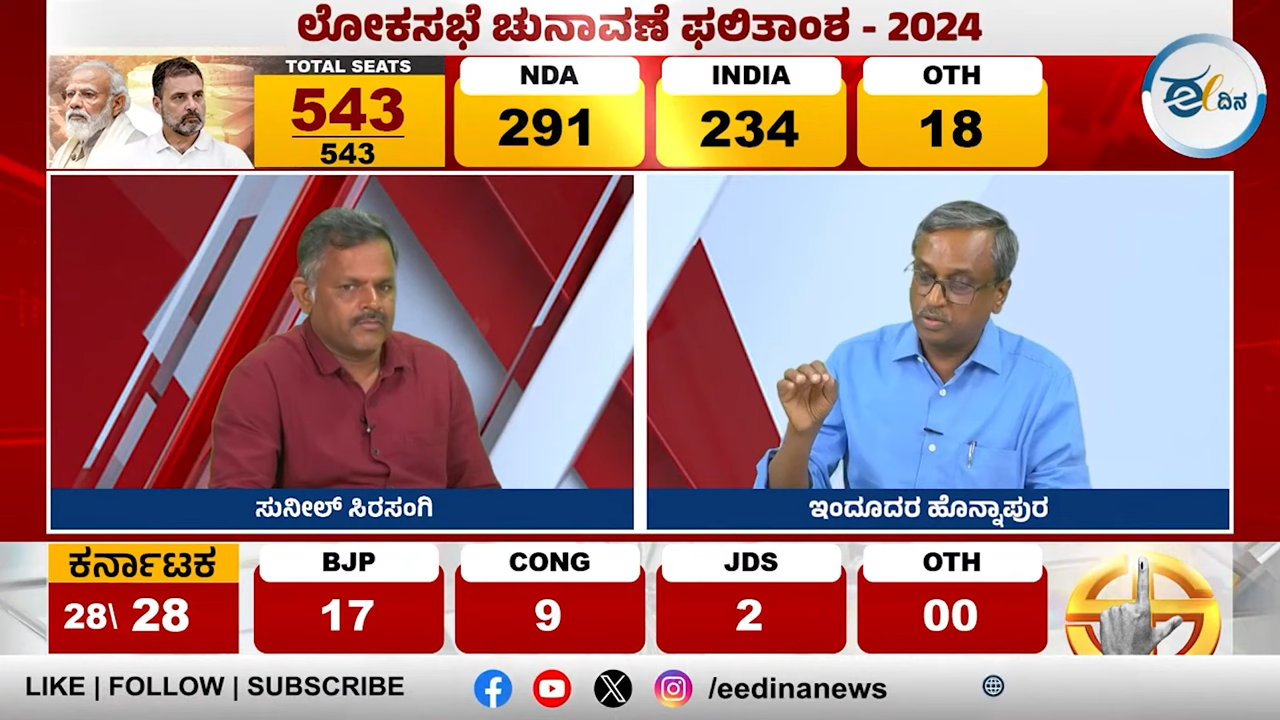 ಲೋಕಸಭೆ ಚುನಾವಣೆ ಫಲಿತಾಂಶ - 2024
TOTAL SEATS
543
543
NDA
291
INDIA
234
OTH
18
ಈದಿನ
ಸುನೀಲ್ ಸಿರಸಂಗಿ
ಇಂದೂದರ ಹೊನ್ನಾಪುರ
ಕರ್ನಾಟಕ
28\ 28
BJP
17
CONG
9
JDS
2
OTH
00
LIKE | FOLLOW | SUBSCRIBE
/eedinanews